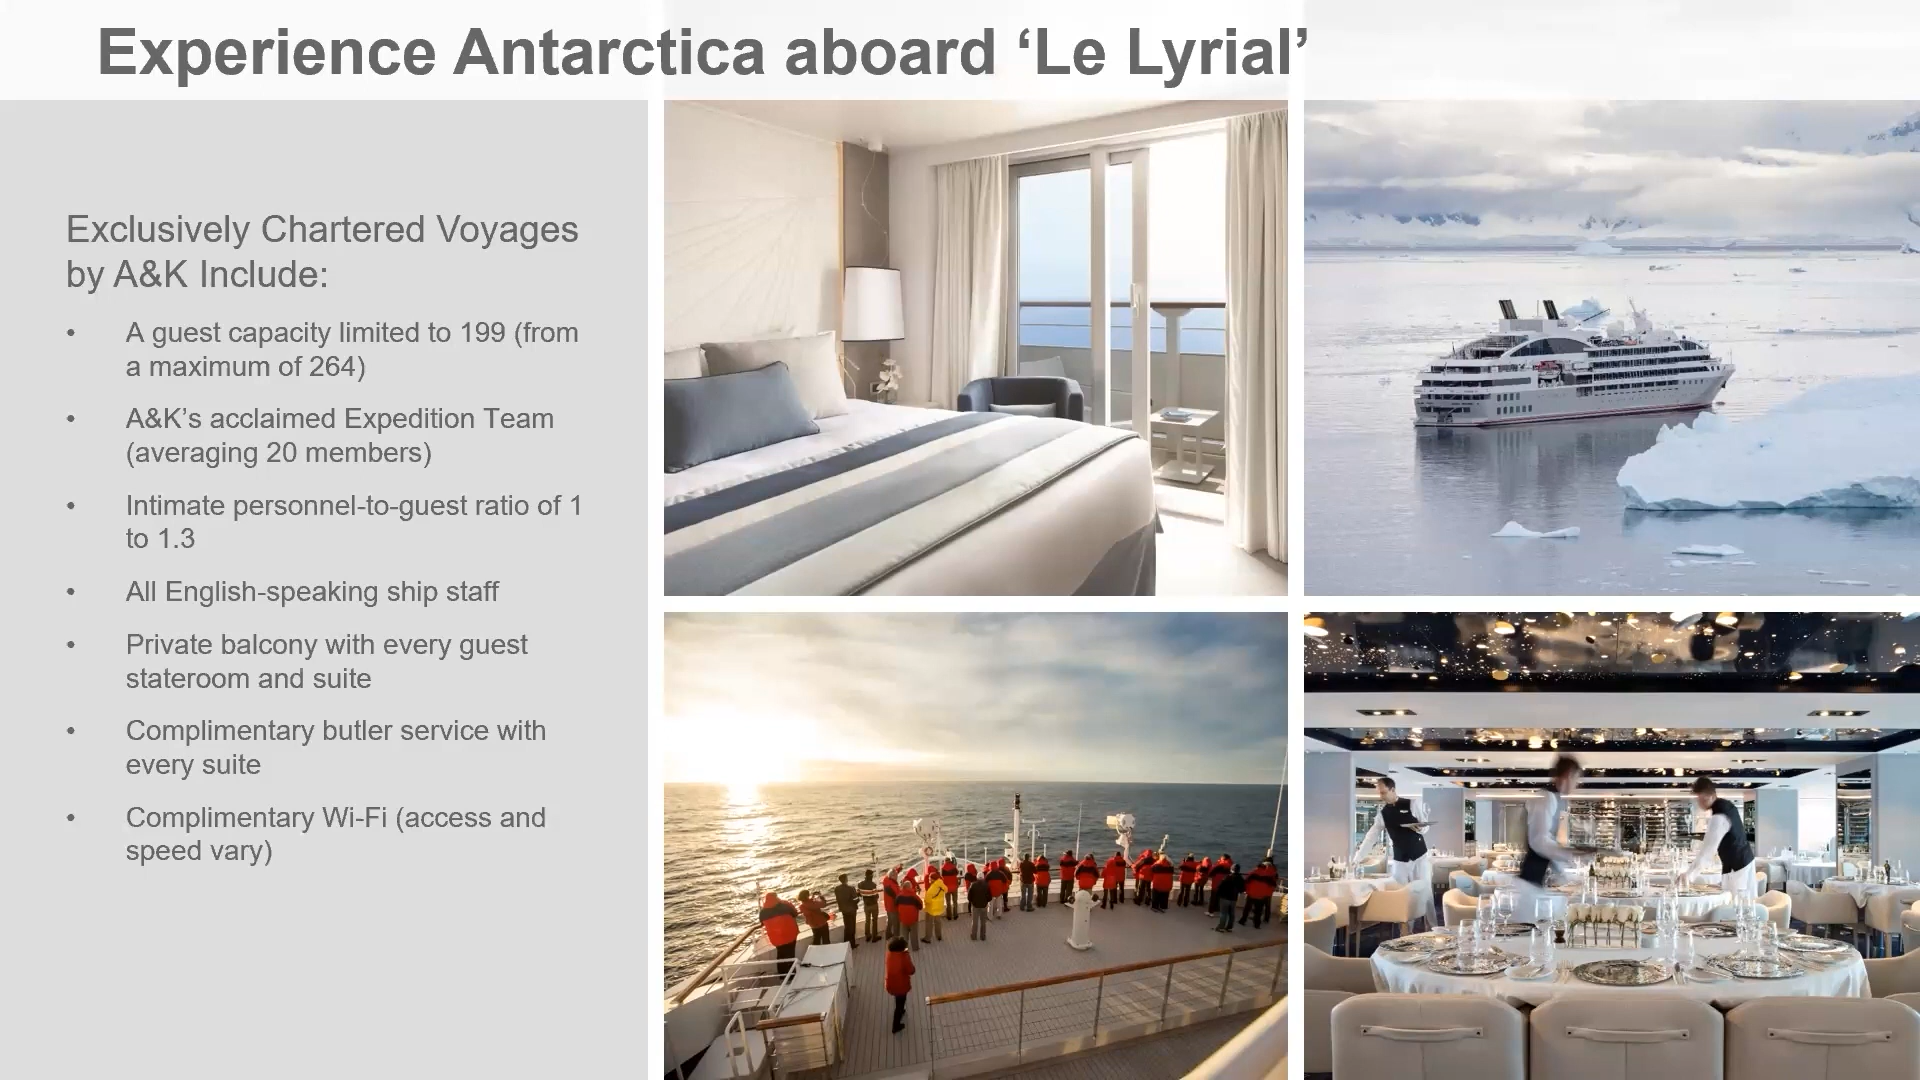 Experience Antarctica aboard ‘Le Lyrial’
Exclusively Chartered Voyages
by A&K Include:
• A guest capacity limited to 199 (from
a maximum of 264)
• A&K’s acclaimed Expedition Team
(averaging 20 members)
• Intimate personnel-to-guest ratio of 1
to 1.3
• All English-speaking ship staff
• Private balcony with every guest
stateroom and suite
• Complimentary butler service with
every suite
• Complimentary Wi-Fi (access and
speed vary)